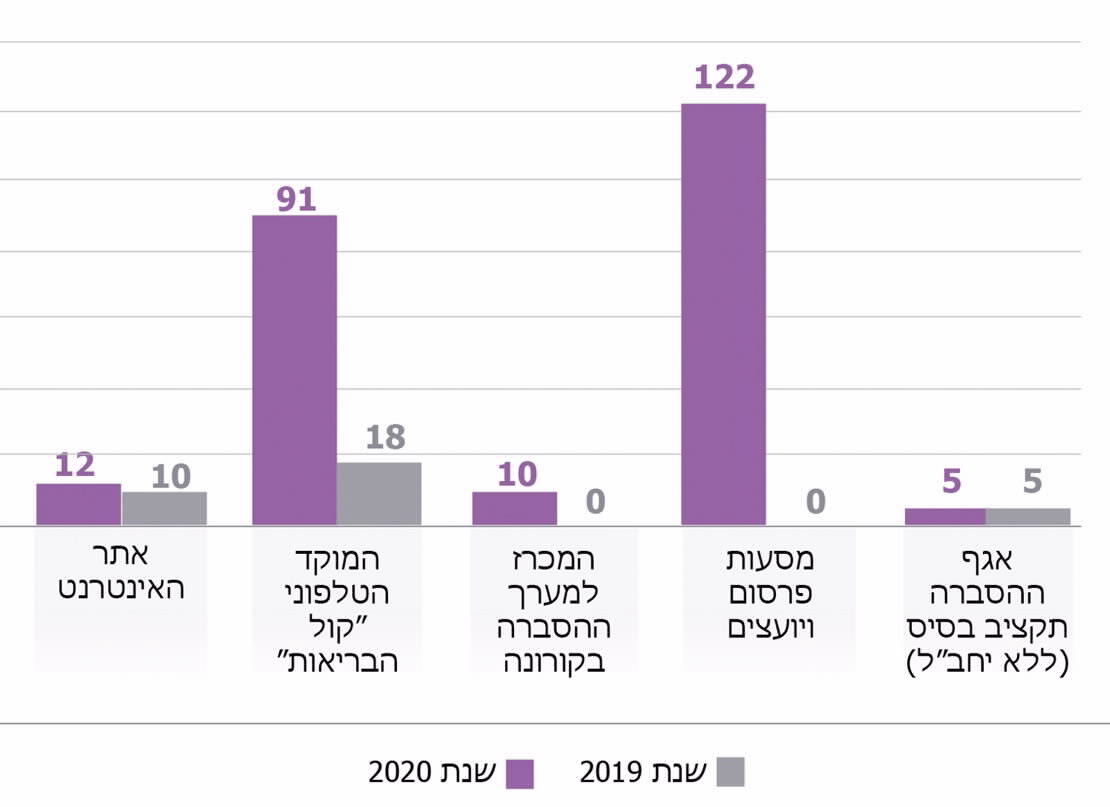 122
91
18
12
10
10
0
0
5
5
אגף
ההסברה
תקציב בסיס
(ללא יחב"ל)
מסעות
פרסום
ויועצים
המכרז
למערך
ההסברה
בקורונה
המוקד
הטלפוני
"קול
הבריאות"
אתר
האינטרנט
שנת 2019
שנת 2020